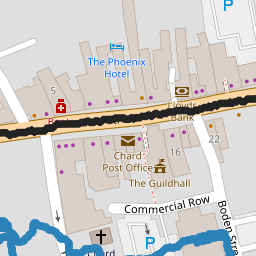 P
The Phoenix
Hotel
5
Lloyds
Bank
Chard
Post Office
16
22
The Guildhall
Commercial Row
Boden Stre
P